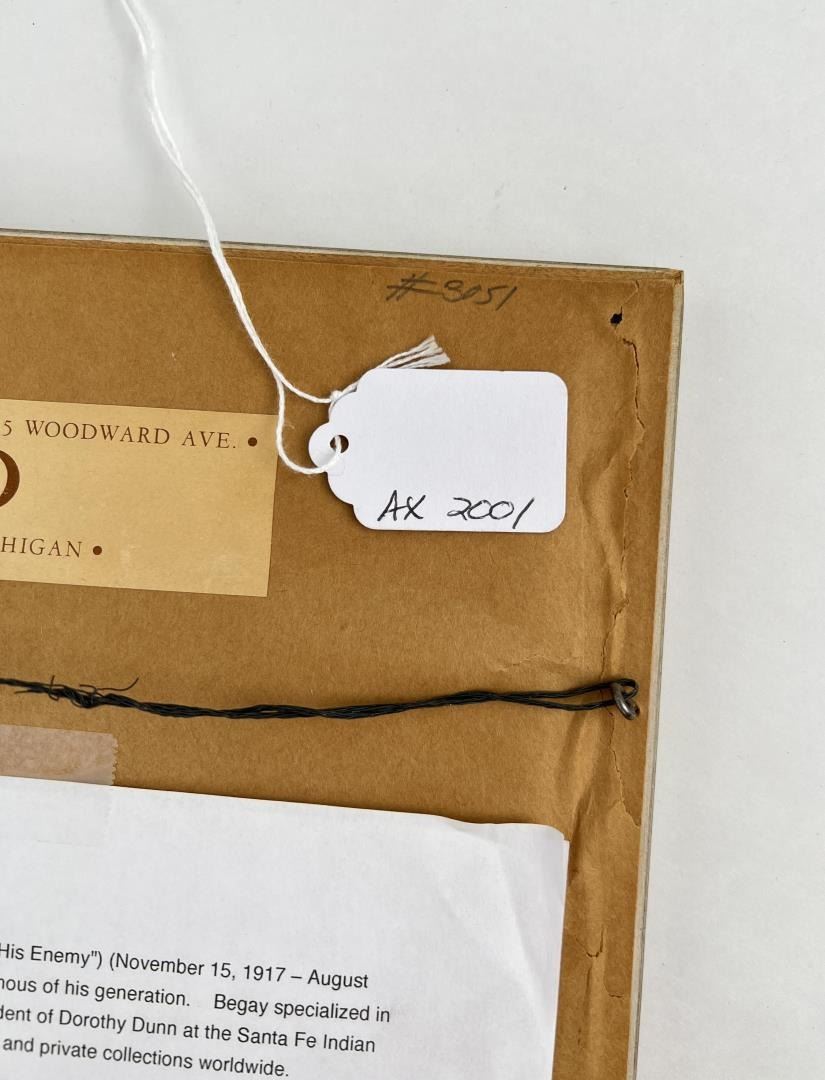 #3051
5 WOODWARD AVE. •
HIGAN •
AX 2001
His Enemy") (November 15, 1917 – August
nous of his generation. Begay specialized in
dent of Dorothy Dunn at the Santa Fe Indian
and private collections worldwide.